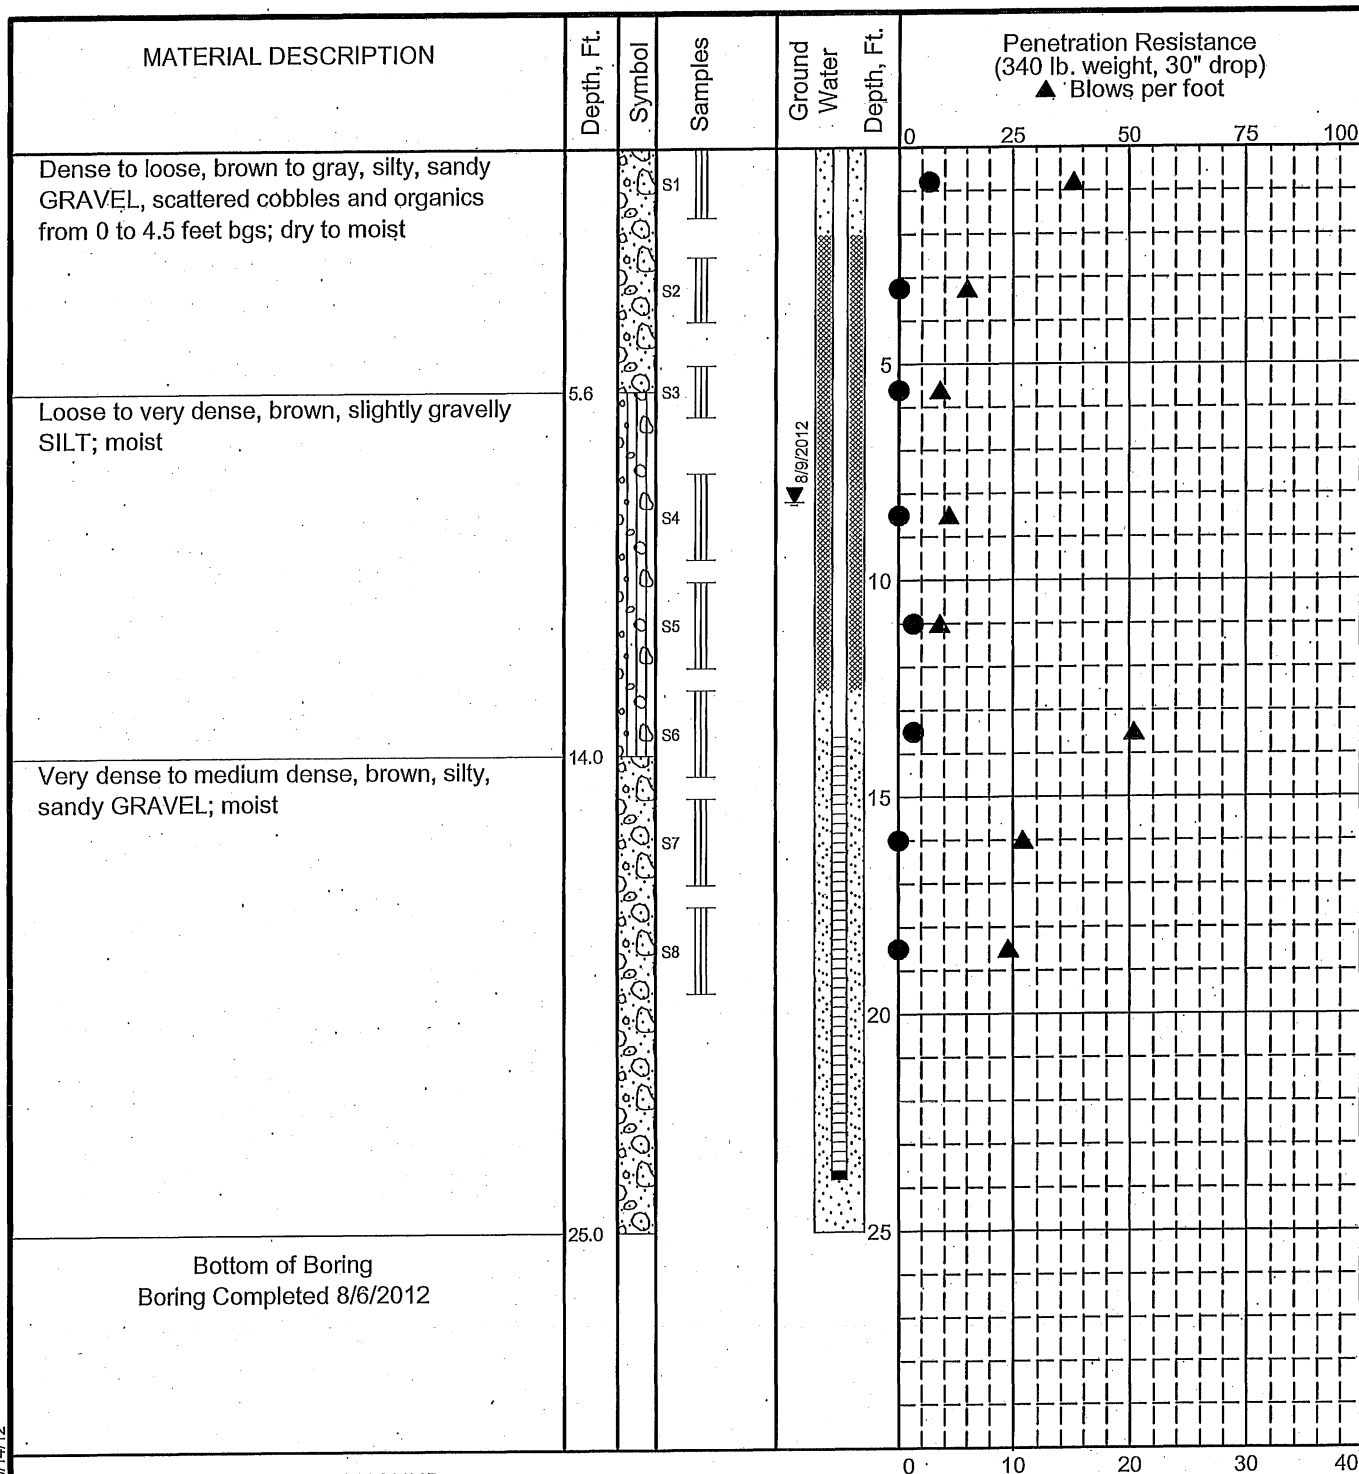 MATERIAL DESCRIPTION
Depth, Ft.
Symbol
Samples
Ground
Water
Depth, Ft.
Penetration Resistance
(340 lb. weight, 30" drop)
▲ Blows per foot
0 25 50 75 100
Dense to loose, brown to gray, silty, sandy
GRAVEL, scattered cobbles and organics
from 0 to 4.5 feet bgs; dry to moist
S1
S2
5
5.6
S3
Loose to very dense, brown, slightly gravelly
SILT; moist
8/9/2012
S4
10
S5
S6
14.0
Very dense to medium dense, brown, silty,
sandy GRAVEL; moist
15
S7
S8
20
25.0
25
Bottom of Boring
Boring Completed 8/6/2012
0 10 20 30 40